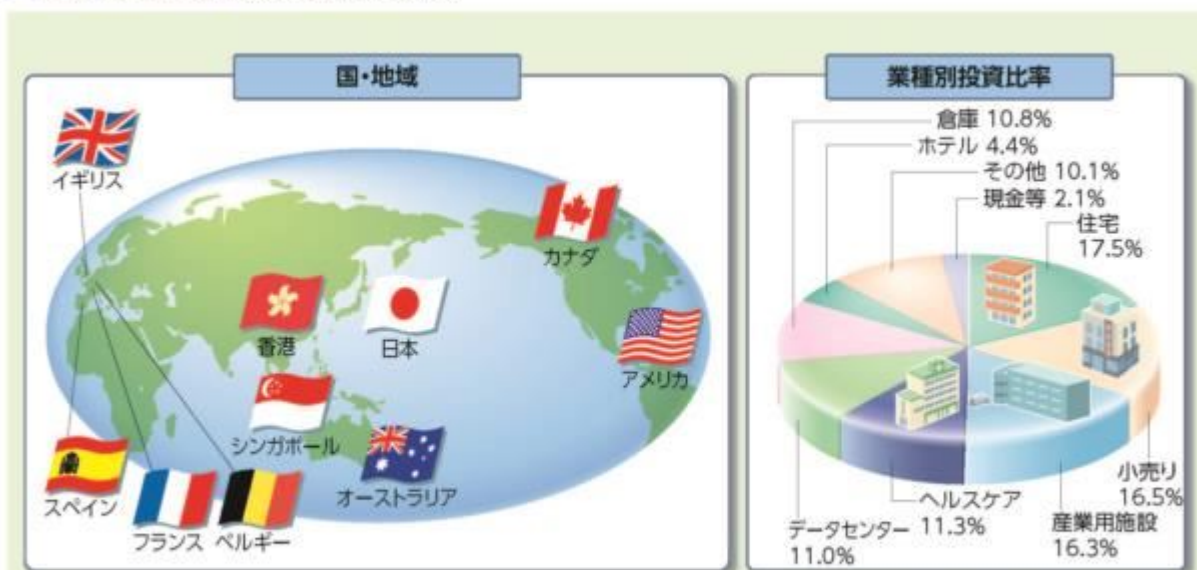 国・地域
イギリス
カナダ
香港
日本
アメリカ
シンガポール
オーストラリア
スペイン
フランス
ベルギー
業種別投資比率
倉庫 10.8%
ホテル 4.4%
その他 10.1%
現金等 2.1%
住宅
17.5%
小売り
16.5%
産業用施設
16.3%
ヘルスケア
11.3%
データセンター
11.0%